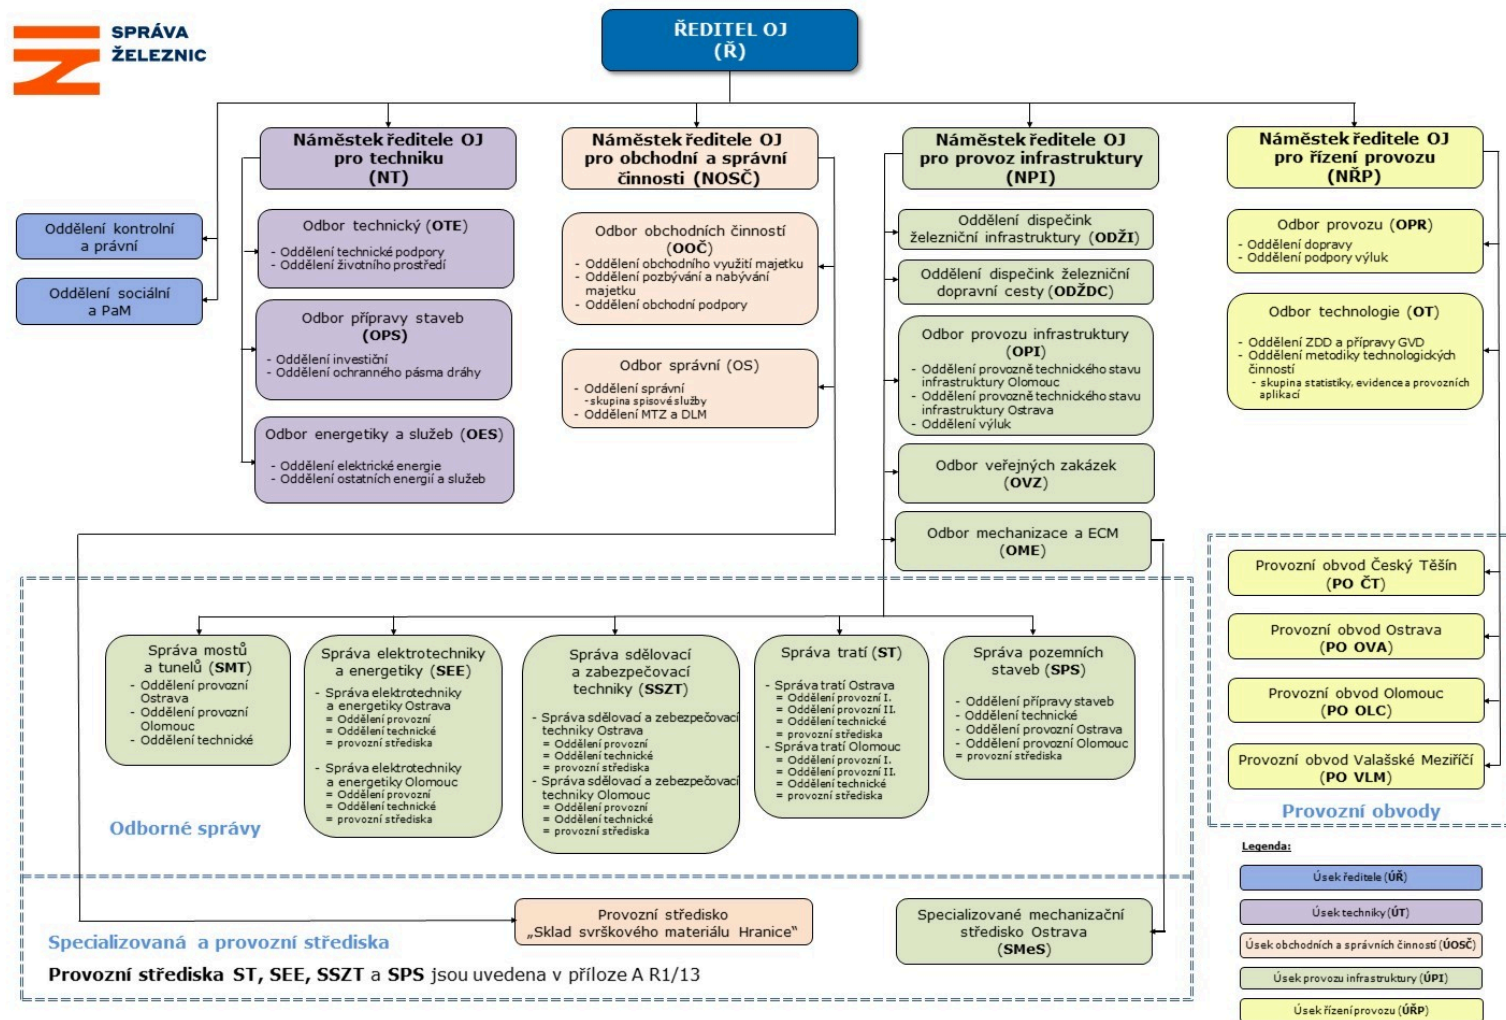 SPRÁVA
ŽELEZNIC
ŘEDITEL OJ
(Ř)
Náměstek ředitele OJ
pro techniku
(NT)
Náměstek ředitele OJ
pro obchodní a správní
činnosti (NOSČ)
Náměstek ředitele OJ
pro provoz infrastruktury
(NPI)
Náměstek ředitele OJ
pro řízení provozu
(NŘP)
Oddělení kontrolní
a právní
Oddělení sociální
a PaM
Odbor technický (OTE)
- Oddělení technické podpory
- Oddělení životního prostředí
Odbor přípravy staveb
(OPS)
- Oddělení investiční
- Oddělení ochranného pásma dráhy
Odbor energetiky a služeb (OES)
- Oddělení elektrické energie
- Oddělení ostatních energií a služeb
Odbor obchodních činností
(OOČ)
- Oddělení obchodního využití majetku
- Oddělení pozbývání a nabývání
majetku
- Oddělení obchodní podpory
Odbor správní (OS)
- Oddělení správní
-skupina spisové služby
- Oddělení MTZ a DLM
Oddělení dispečink
železniční infrastruktury (ODŽI)
Oddělení dispečink železniční
dopravní cesty (ODŽDC)
Odbor provozu infrastruktury
(OPI)
- Oddělení provozně technického stavu
infrastruktury Olomouc
- Oddělení provozně technického stavu
infrastruktury Ostrava
- Oddělení výluk
Odbor veřejných zakázek
(OVZ)
Odbor mechanizace a ECM
(OME)
Odbor provozu (OPR)
- Oddělení dopravy
- Oddělení podpory výluk
Odbor technologie (OT)
- Oddělení ZDD a přípravy GVD
- Oddělení metodiky technologických
činností
- skupina statistiky, evidence a provozních
aplikací
Provozní obvod Český Těšín
(PO ČT)
Provozní obvod Ostrava
(PO OVA)
Provozní obvod Olomouc
(PO OLC)
Provozní obvod Valašské Meziříčí
(PO VLM)
Provozní obvody
Správa mostů
a tunelů (SMT)
- Oddělení provozní
Ostrava
- Oddělení provozní
Olomouc
- Oddělení technické
Správa elektrotechniky
a energetiky (SEE)
- Správa elektrotechniky
a energetiky Ostrava
= Oddělení provozní
= Oddělení technické
= provozní střediska
- Správa elektrotechniky
a energetiky Olomouc
= Oddělení provozní
= Oddělení technické
= provozní střediska
Správa sdělovací
a zabezpečovací
techniky (SSZT)
- Správa sdělovací a zebezpečovací
techniky Ostrava
= Oddělení provozní
= Oddělení technické
= provozní střediska
- Správa sdělovací a zebezpečovací
techniky Olomouc
= Oddělení provozní
= Oddělení technické
= provozní střediska
Správa tratí (ST)
- Správa tratí Ostrava
= Oddělení provozní I.
= Oddělení provozní II.
= Oddělení technické
= provozní střediska
- Správa tratí Olomouc
= Oddělení provozní I.
= Oddělení provozní II.
= Oddělení technické
= provozní střediska
Správa pozemních
staveb (SPS)
- Oddělení přípravy staveb
- Oddělení technické
- Oddělení provozní Ostrava
- Oddělení provozní Olomouc
= provozní střediska
Odborné správy
Provozní středisko
„Sklad svrškového materiálu Hranice“
Specializované mechanizační
středisko Ostrava
(SMeS)
Specializovaná a provozní střediska
Provozní střediska ST, SEE, SSZT a SPS jsou uvedena v příloze A R1/13
Legenda:
Úsek ředitele (ÚŘ)
Úsek techniky (ÚT)
Úsek obchodních a správních činností (ÚOSČ)
Úsek provozu infrastruktury (ÚPI)
Úsek řízení provozu (ÚŘP)